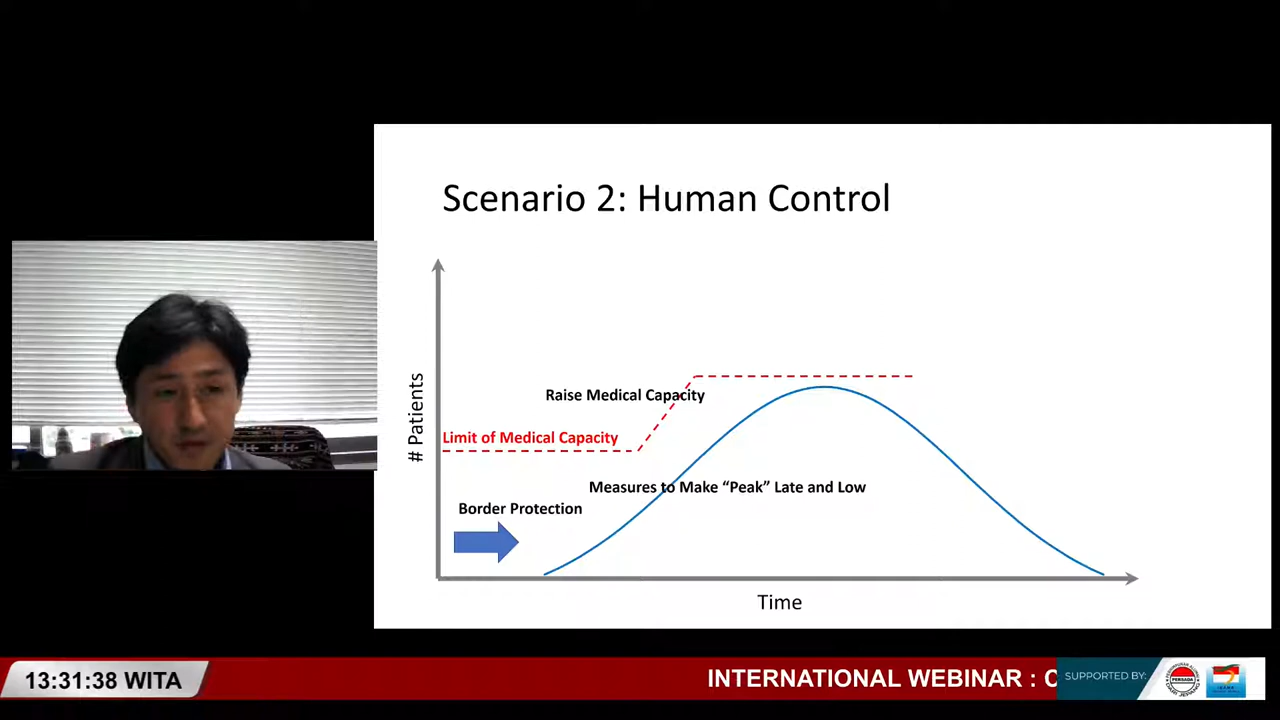 Scenario 2: Human Control
# Patients
Raise Medical Capacity
Limit of Medical Capacity
Measures to Make “Peak” Late and Low
Border Protection
Time
13:31:38 WITA
INTERNATIONAL WEBINAR : C
SUPPORTED BY:
PERSADA